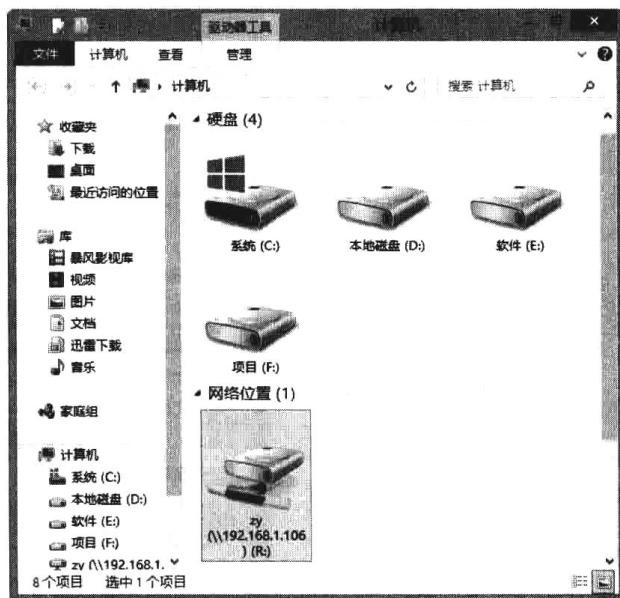 驱动器工具
计算机
文件 计算机 查看 管理
计算机
搜索 计算机
收藏夹
下载
桌面
最近访问的位置
库
暴风影视库
视频
图片
文档
迅雷下载
音乐
家庭组
计算机
系统 (C:)
本地磁盘 (D:)
软件 (E:)
项目 (F:)
zy (\\192.168.1.
硬盘 (4)
系统 (C:)
本地磁盘 (D:)
软件 (E:)
项目 (F:)
网络位置 (1)
zy
(\\192.168.1.106
) (R:)
8个项目 选中1个项目